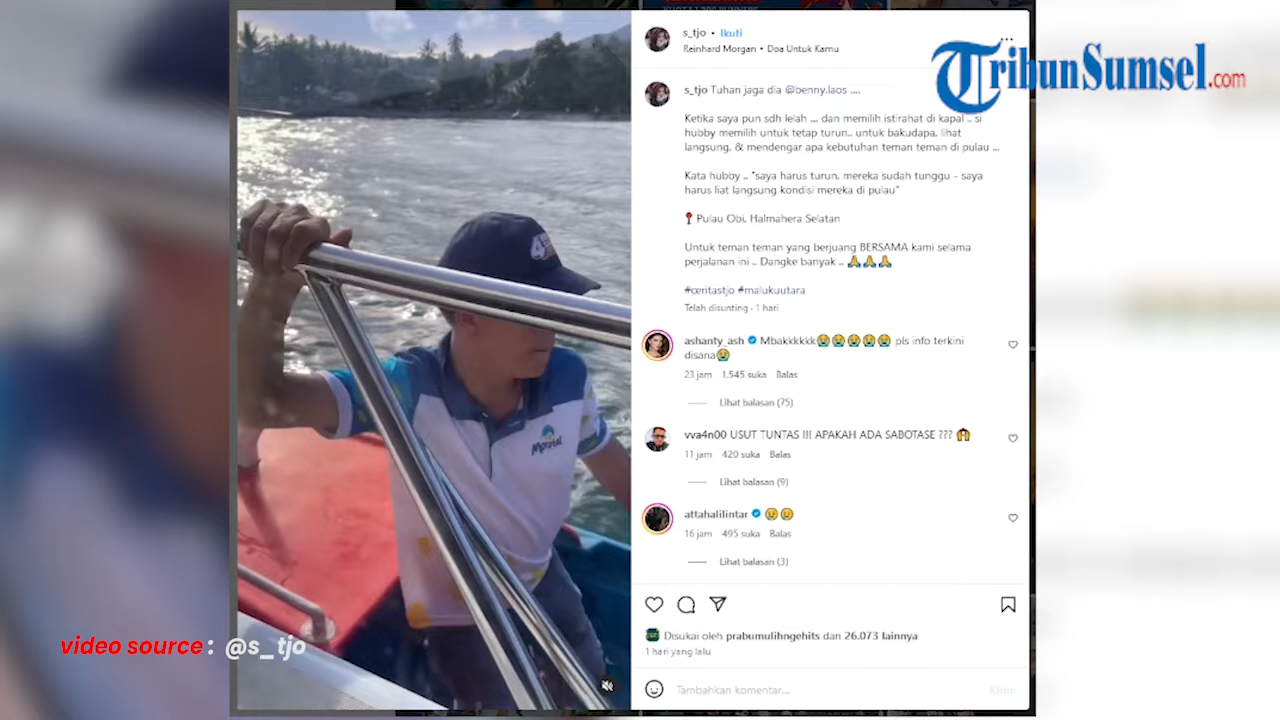 s_tjo • Ikuti
Reinhard Morgan • Doa Untuk Kamu
TribunSumsel.com
s_tjo Tuhan jaga dia @benny.laos ....
Ketika saya pun sdh lelah .... dan memilih istirahat di kapal .. si
hubby memilih untuk tetap turun.. untuk bakudapa, lihat
langsung, & mendengar apa kebutuhan teman teman di pulau ...
Kata hubby .. "saya harus turun, mereka sudah tunggu - saya
harus liat langsung kondisi mereka di pulau"
📍Pulau Obi, Halmahera Selatan
Untuk teman teman yang berjuang BERSAMA kami selama
perjalanan ini .. Dangke banyak .. 🙏🙏🙏
#ceritastjo #malukuutara
Telah disunting · 1 hari
ashanty_ash Mbakkkkkk😭😭😭😭😭 pls info terkini
disana😭
23 jam 1.545 suka Balas
Lihat balasan (75)
vva4n00 USUT TUNTAS !!! APAKAH ADA SABOTASE ??? 😱
11 jam 420 suka Balas
Lihat balasan (9)
attahalilintar 😢😢
16 jam 495 suka Balas
Lihat balasan (3)
Disukai oleh prabumulihngehits dan 26.073 lainnya
1 hari yang lalu
Tambahkan komentar...
Kirim
video source : @s_tjo